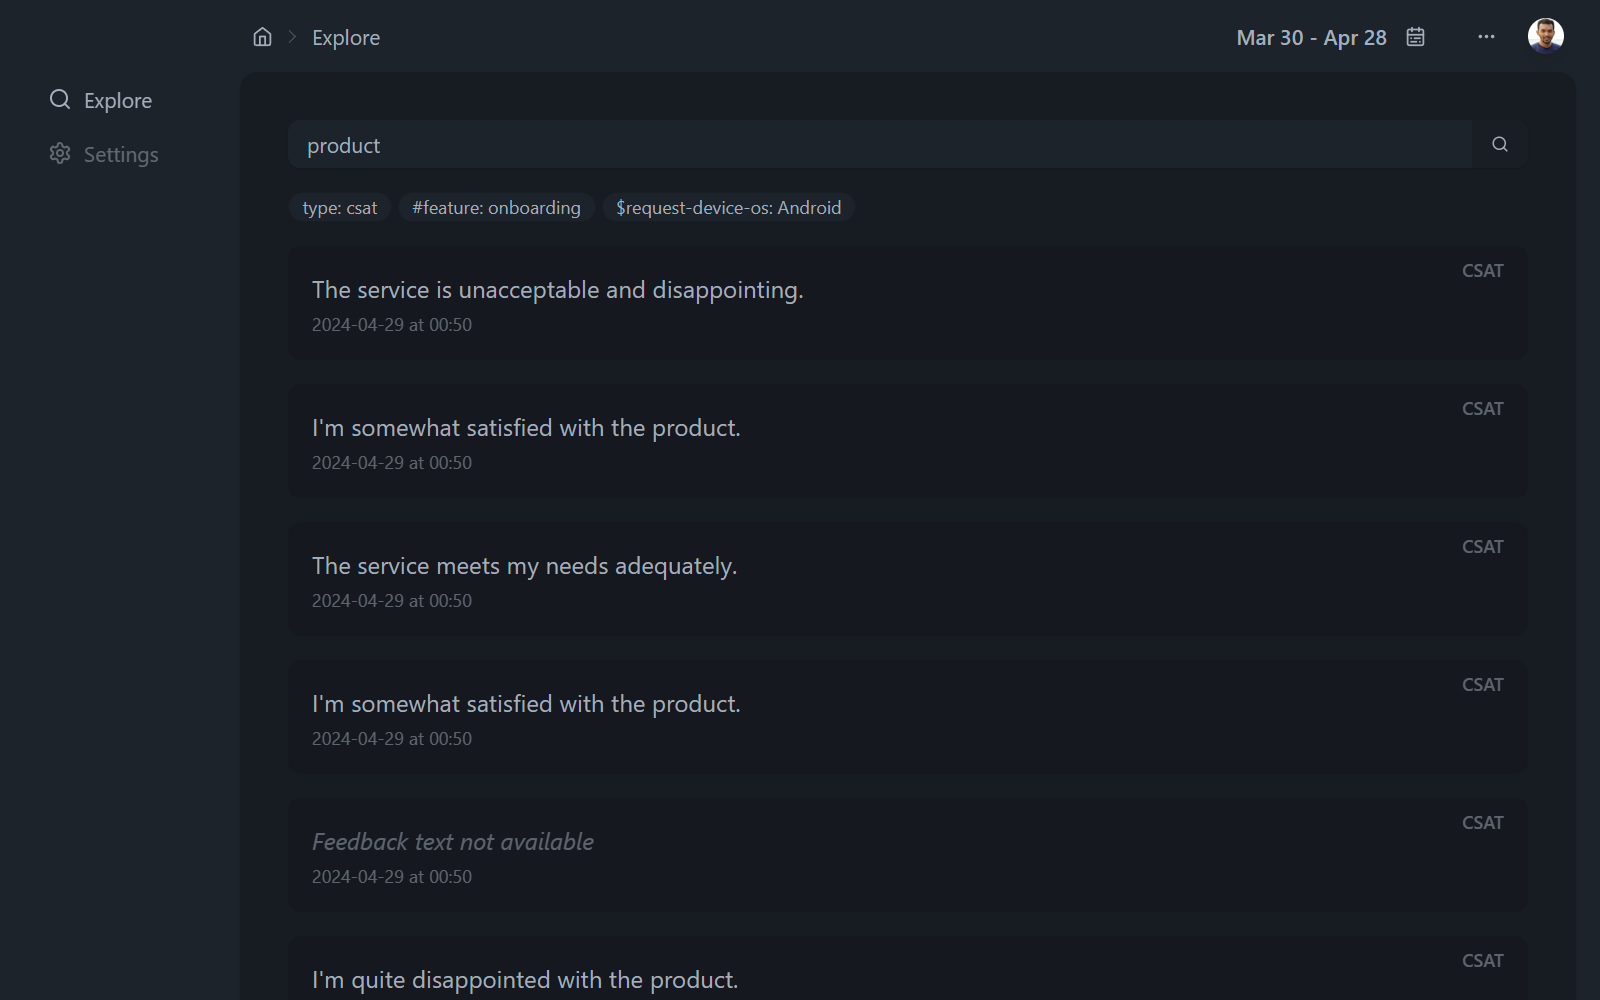 Explore
Mar 30 - Apr 28
Explore
Settings
product
type: csat
#feature: onboarding
$request-device-os: Android
CSAT
The service is unacceptable and disappointing.
2024-04-29 at 00:50
CSAT
I'm somewhat satisfied with the product.
2024-04-29 at 00:50
CSAT
The service meets my needs adequately.
2024-04-29 at 00:50
CSAT
I'm somewhat satisfied with the product.
2024-04-29 at 00:50
CSAT
Feedback text not available
2024-04-29 at 00:50
CSAT
I'm quite disappointed with the product.